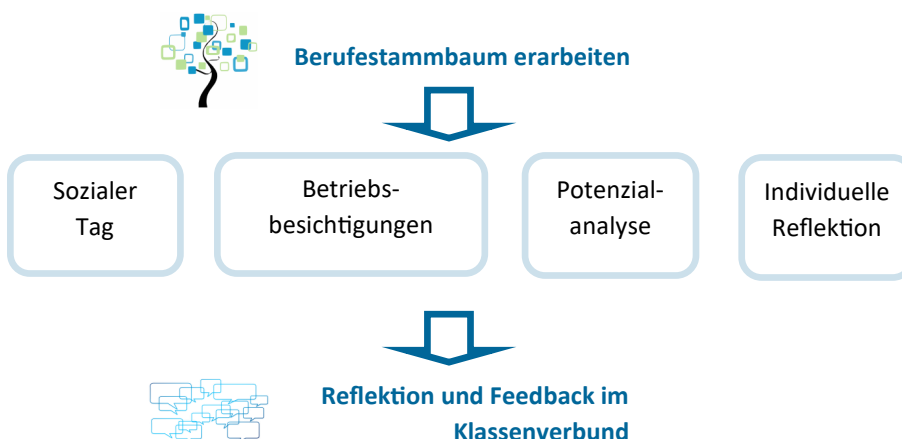 Berufestammbaum erarbeiten
Sozialer
Tag
Betriebs-
besichtigungen
Potenzial-
analyse
Individuelle
Reflektion
Reflektion und Feedback im
Klassenverbund